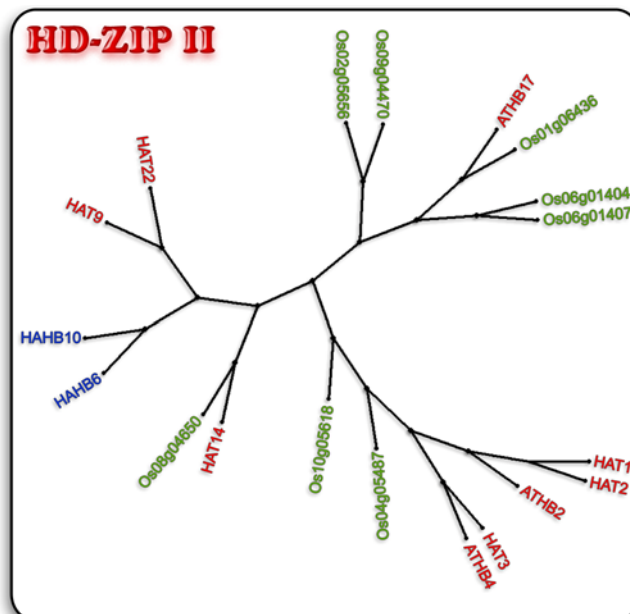 HD-ZIP II
Os02g05656
Os09g04470
ATHB17
Os01g06436
Os06g01404
Os06g01407
HAT22
HAT9
HAHB10
HAHB6
Os08g04650
HAT14
Os10g05618
Os04g05487
HAT1
HAT2
ATHB2
HAT3
ATHB4